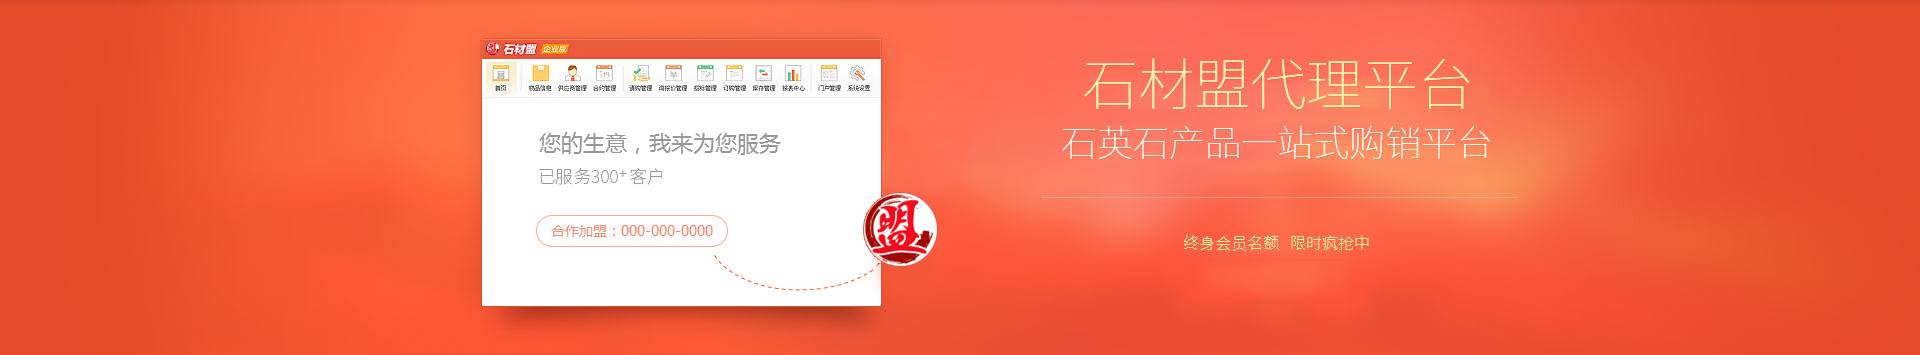 石材盟 企业版
首页 物品信息 供应商管理 合约管理 请购管理 询报价管理 招标管理 订购管理 库存管理 报表中心 门户管理 系统设置
您的生意，我来为您服务
已服务300+客户
合作加盟：000-000-0000
盟
石材盟代理平台
石英石产品一站式购销平台
终身会员名额 限时疯抢中